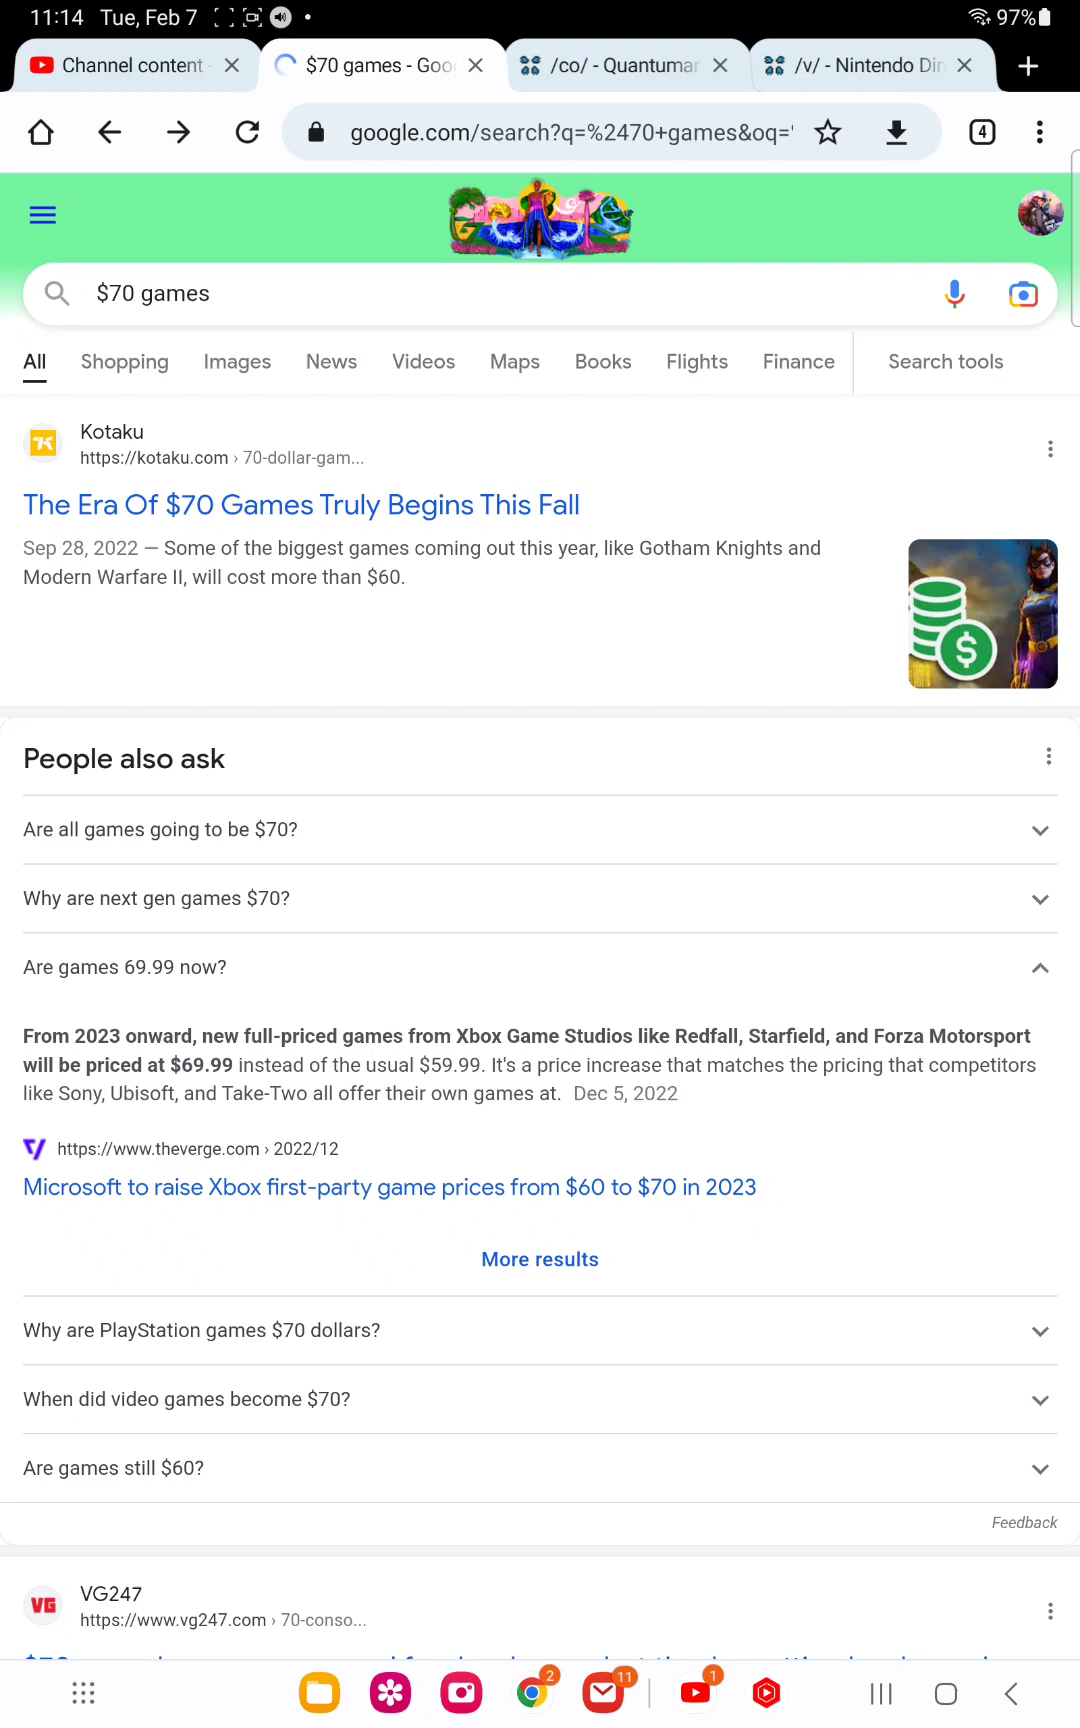 11:14 Tue, Feb 7
97%
Channel content -
$70 games - Goo
/co/ - Quantuman
/v/ - Nintendo Dir
google.com/search?q=%2470+games&oq='
4
$70 games
All Shopping Images News Videos Maps Books Flights Finance Search tools
Kotaku
https://kotaku.com › 70-dollar-gam...
The Era Of $70 Games Truly Begins This Fall
Sep 28, 2022 — Some of the biggest games coming out this year, like Gotham Knights and
Modern Warfare II, will cost more than $60.
$
People also ask
Are all games going to be $70?
Why are next gen games $70?
Are games 69.99 now?
From 2023 onward, new full-priced games from Xbox Game Studios like Redfall, Starfield, and Forza Motorsport
will be priced at $69.99 instead of the usual $59.99. It's a price increase that matches the pricing that competitors
like Sony, Ubisoft, and Take-Two all offer their own games at. Dec 5, 2022
https://www.theverge.com › 2022/12
Microsoft to raise Xbox first-party game prices from $60 to $70 in 2023
More results
Why are PlayStation games $70 dollars?
When did video games become $70?
Are games still $60?
Feedback
VG
VG247
https://www.vg247.com › 70-conso...
2
11
1